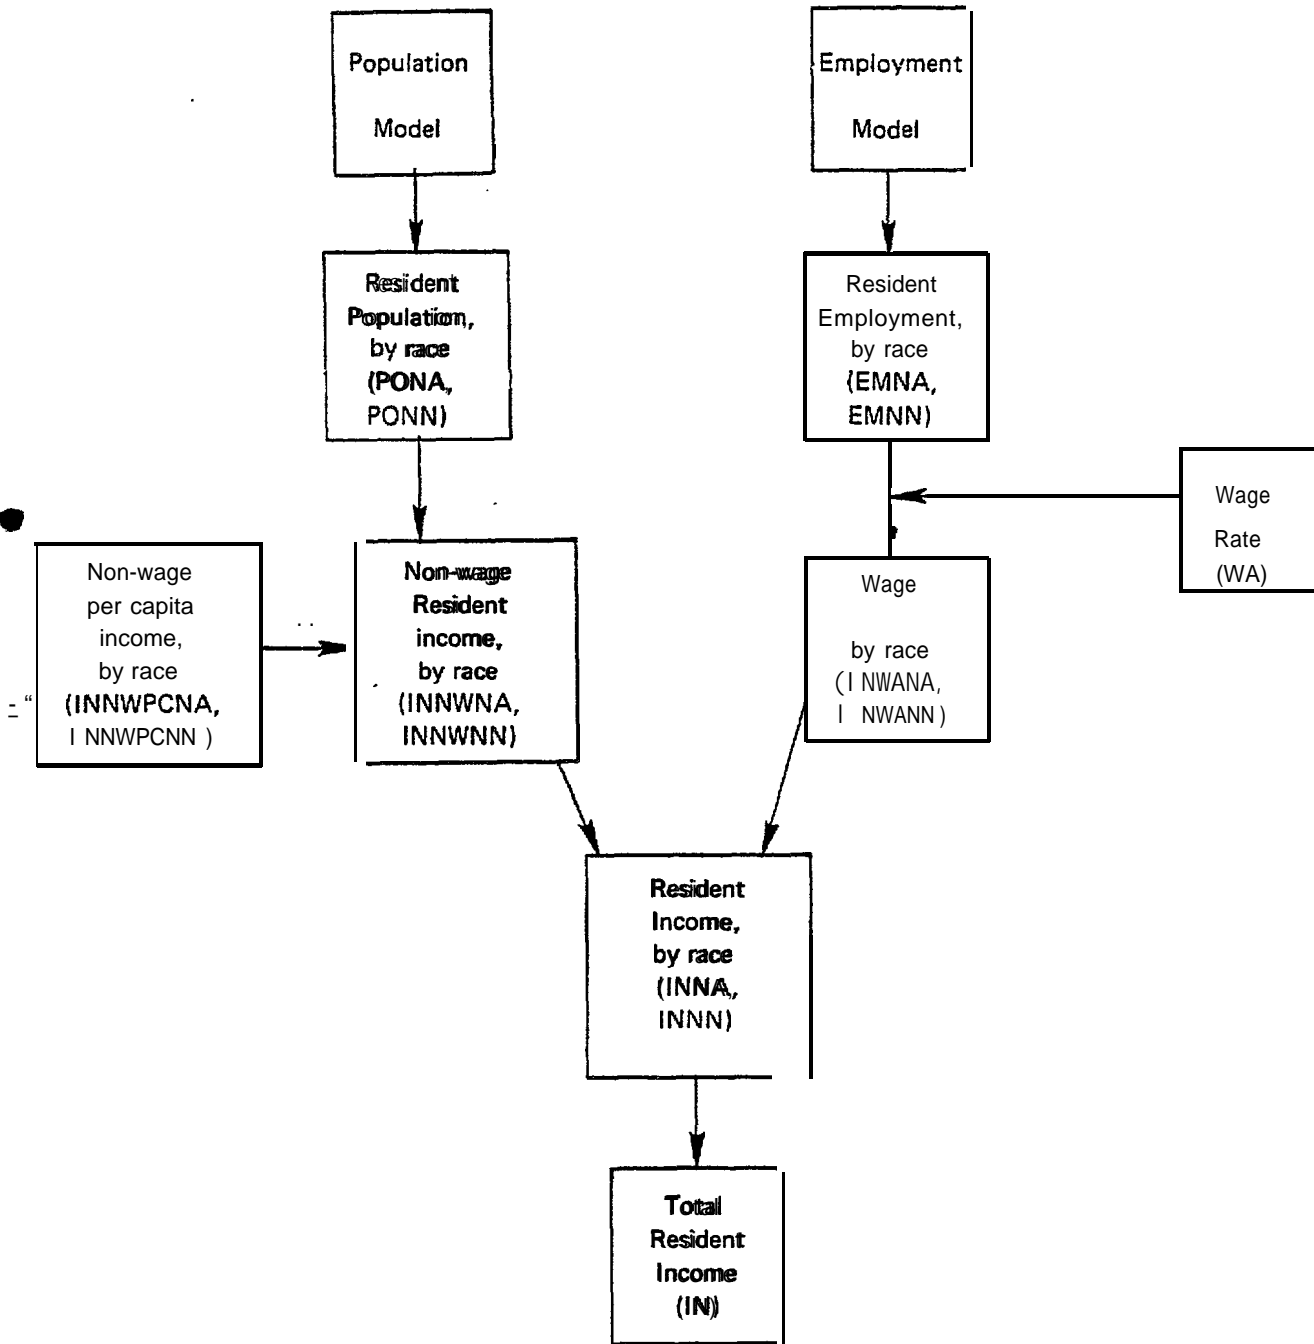 Population
Model
Employment
Model
Resident
Population,
by race
(PONA,
PONN)
Resident
Employment,
by race
(EMNA,
EMNN)
Wage
Rate
(WA)
Non-wage
per capita
income,
by race
(INNWPCNA,
I NNWPCNN )
Non-wage
Resident
income,
by race
(INNWNA,
INNWNN)
Wage
by race
(I NWANA,
I NWANN)
Resident
Income,
by race
(INNA,
INNN)
Total
Resident
Income
(IN)